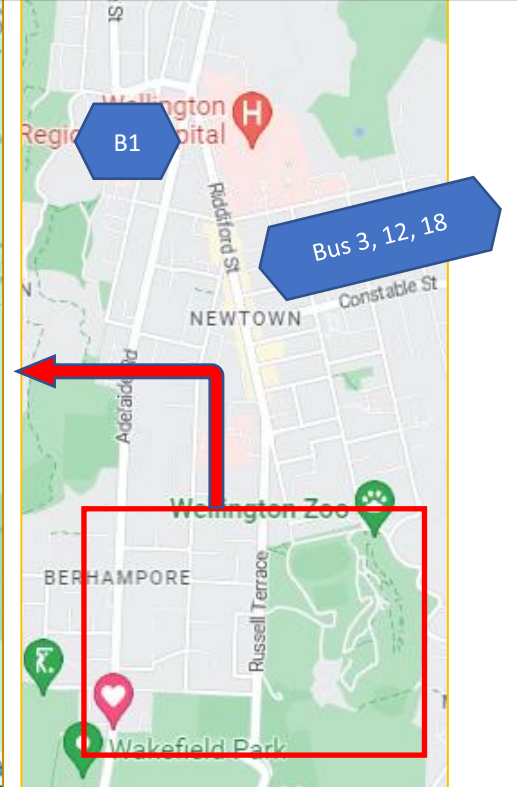 St
Wellington
Regional Hospital
H
B1
Riddiford St
Bus 3, 12, 18
Constable St
NEWTOWN
Adelaide Rd
Wellington Zoo
BERHAMPORE
Russell Terrace
Wakefield Park